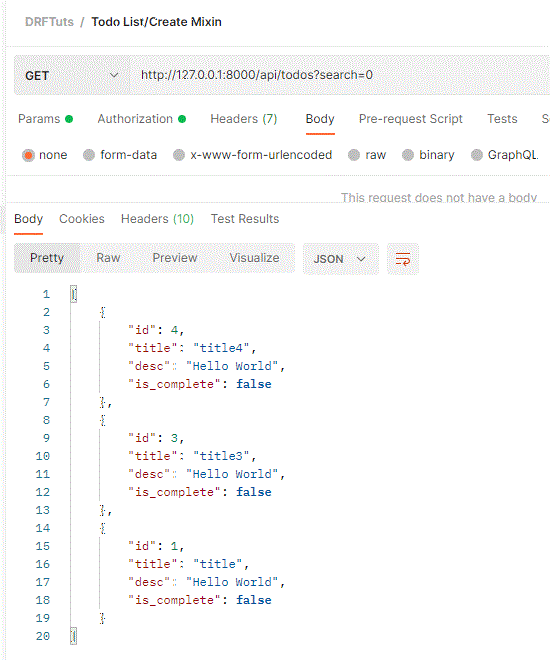 DRFTuts / Todo List/Create Mixin
GET http://127.0.0.1:8000/api/todos?search=0
Params Authorization Headers (7) Body Pre-request Script Tests
none form-data x-www-form-urlencoded raw binary GraphQL
This request does not have a body
Body Cookies Headers (10) Test Results
Pretty Raw Preview Visualize JSON
1 [
2 {
3 "id": 4,
4 "title": "title4",
5 "desc": "Hello World",
6 "is_complete": false
7 },
8 {
9 "id": 3,
10 "title": "title3",
11 "desc": "Hello World",
12 "is_complete": false
13 },
14 {
15 "id": 1,
16 "title": "title",
17 "desc": "Hello World",
18 "is_complete": false
19 }
20 ]